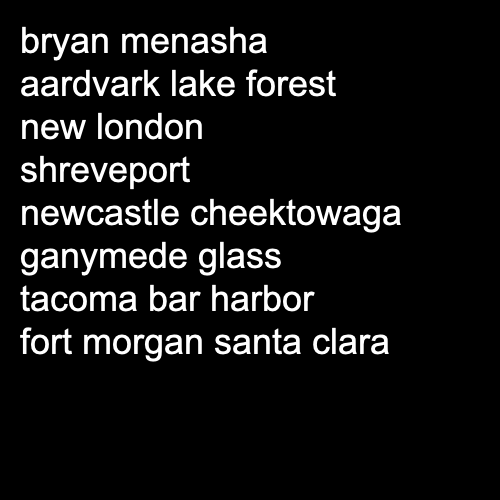 bryan menasha
aardvark lake forest
new london
shreveport
newcastle cheektowaga
ganymede glass
tacoma bar harbor
fort morgan santa clara